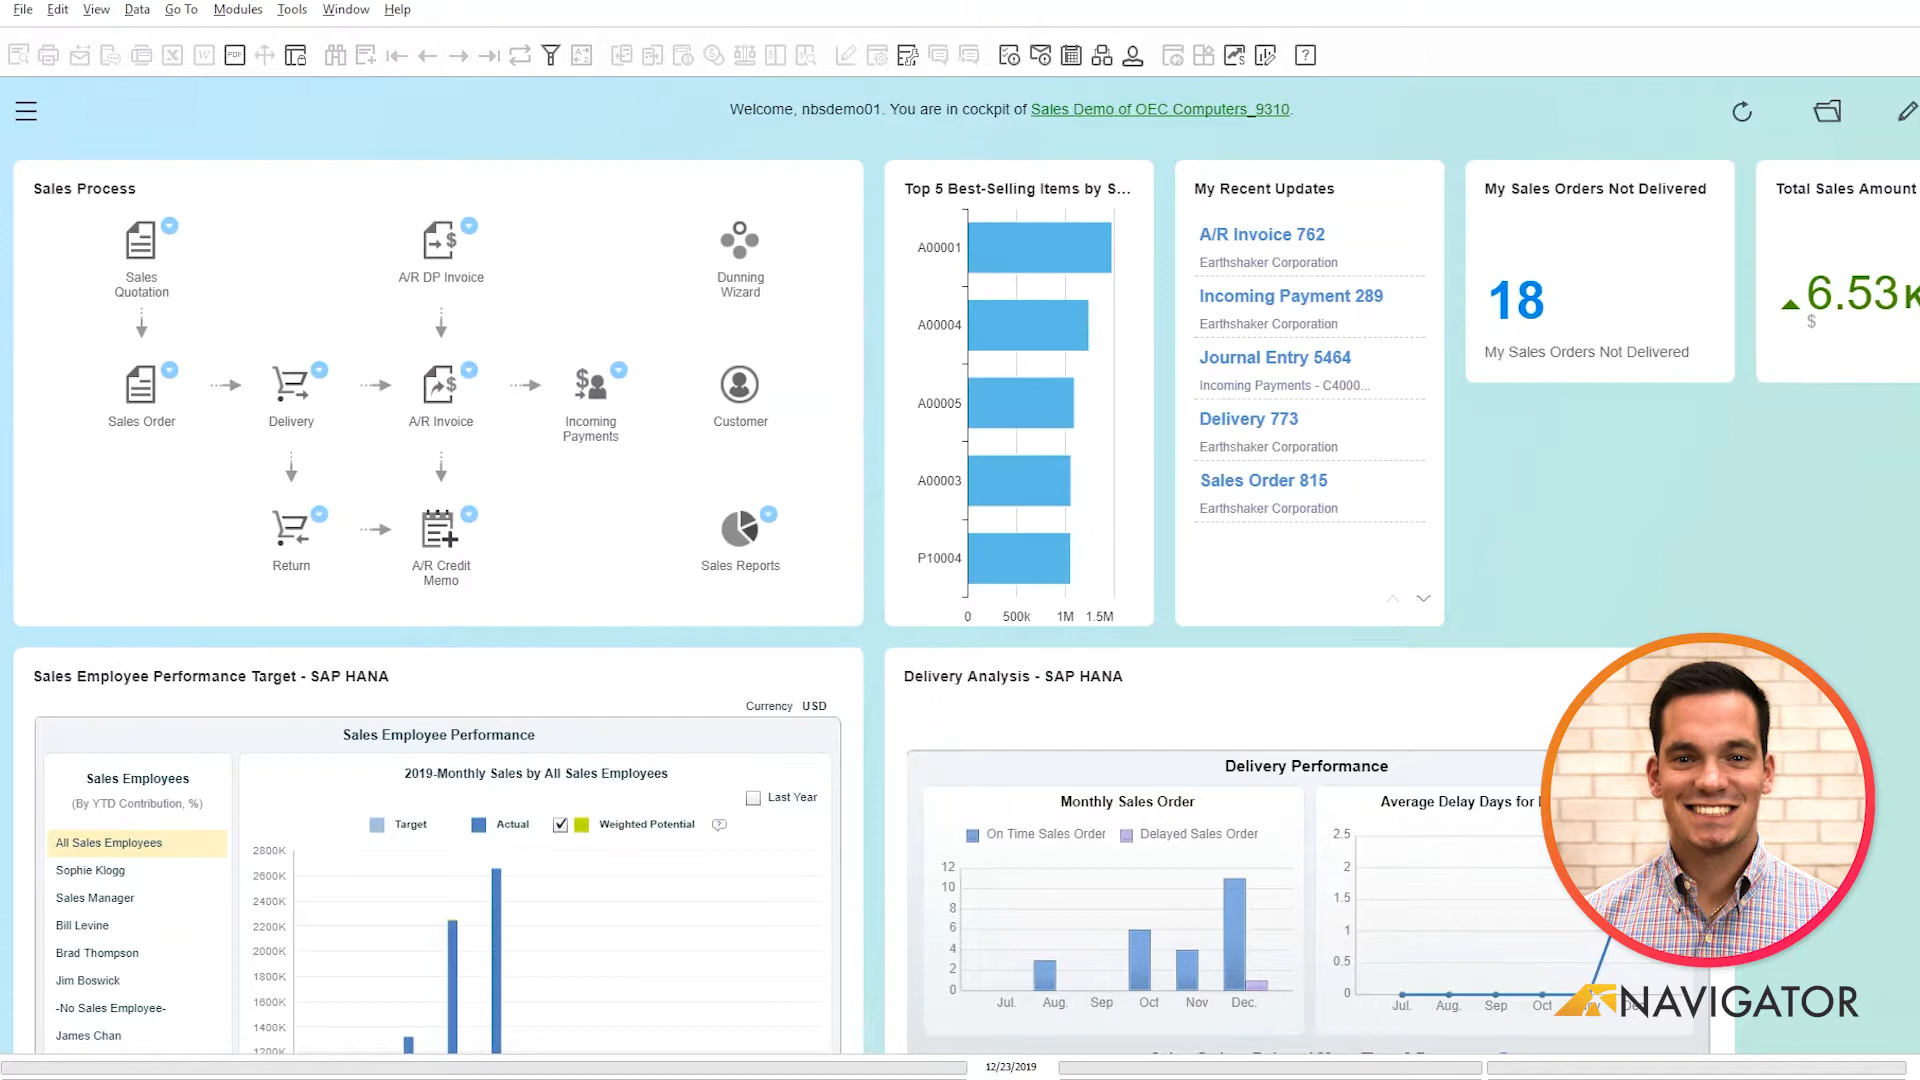 File Edit View Data Go To Modules Tools Window Help
Welcome, nbsdemo01. You are in cockpit of Sales Demo of OEC Computers_9310.
Sales Process
Sales
Quotation
A/R DP Invoice
Dunning
Wizard
Sales Order
Delivery
A/R Invoice
Incoming
Payments
Customer
Return
A/R Credit
Memo
Sales Reports
Top 5 Best-Selling Items by S...
A00001
A00004
A00005
A00003
P10004
0 500k 1M 1.5M
My Recent Updates
A/R Invoice 762
Earthshaker Corporation
Incoming Payment 289
Earthshaker Corporation
Journal Entry 5464
Incoming Payments - C4000...
Delivery 773
Earthshaker Corporation
Sales Order 815
Earthshaker Corporation
My Sales Orders Not Delivered
18
My Sales Orders Not Delivered
Total Sales Amount
6.53K
$
Sales Employee Performance Target - SAP HANA
Currency USD
Sales Employee Performance
Sales Employees
(By YTD Contribution, %)
All Sales Employees
Sophie Klogg
Sales Manager
Bill Levine
Brad Thompson
Jim Boswick
-No Sales Employee-
James Chan
2019-Monthly Sales by All Sales Employees
Last Year
Target Actual Weighted Potential
2800K
2600K
2400K
2200K
2000K
1800K
1600K
1400K
1200K
Delivery Analysis - SAP HANA
Delivery Performance
Monthly Sales Order
On Time Sales Order Delayed Sales Order
12
10
8
6
4
2
0
Jul. Aug. Sep Oct Nov Dec.
Average Delay Days for
2.5
2
1.5
1
0.5
0
Jul. Aug. Sep Oct
NAVIGATOR
12/23/2019